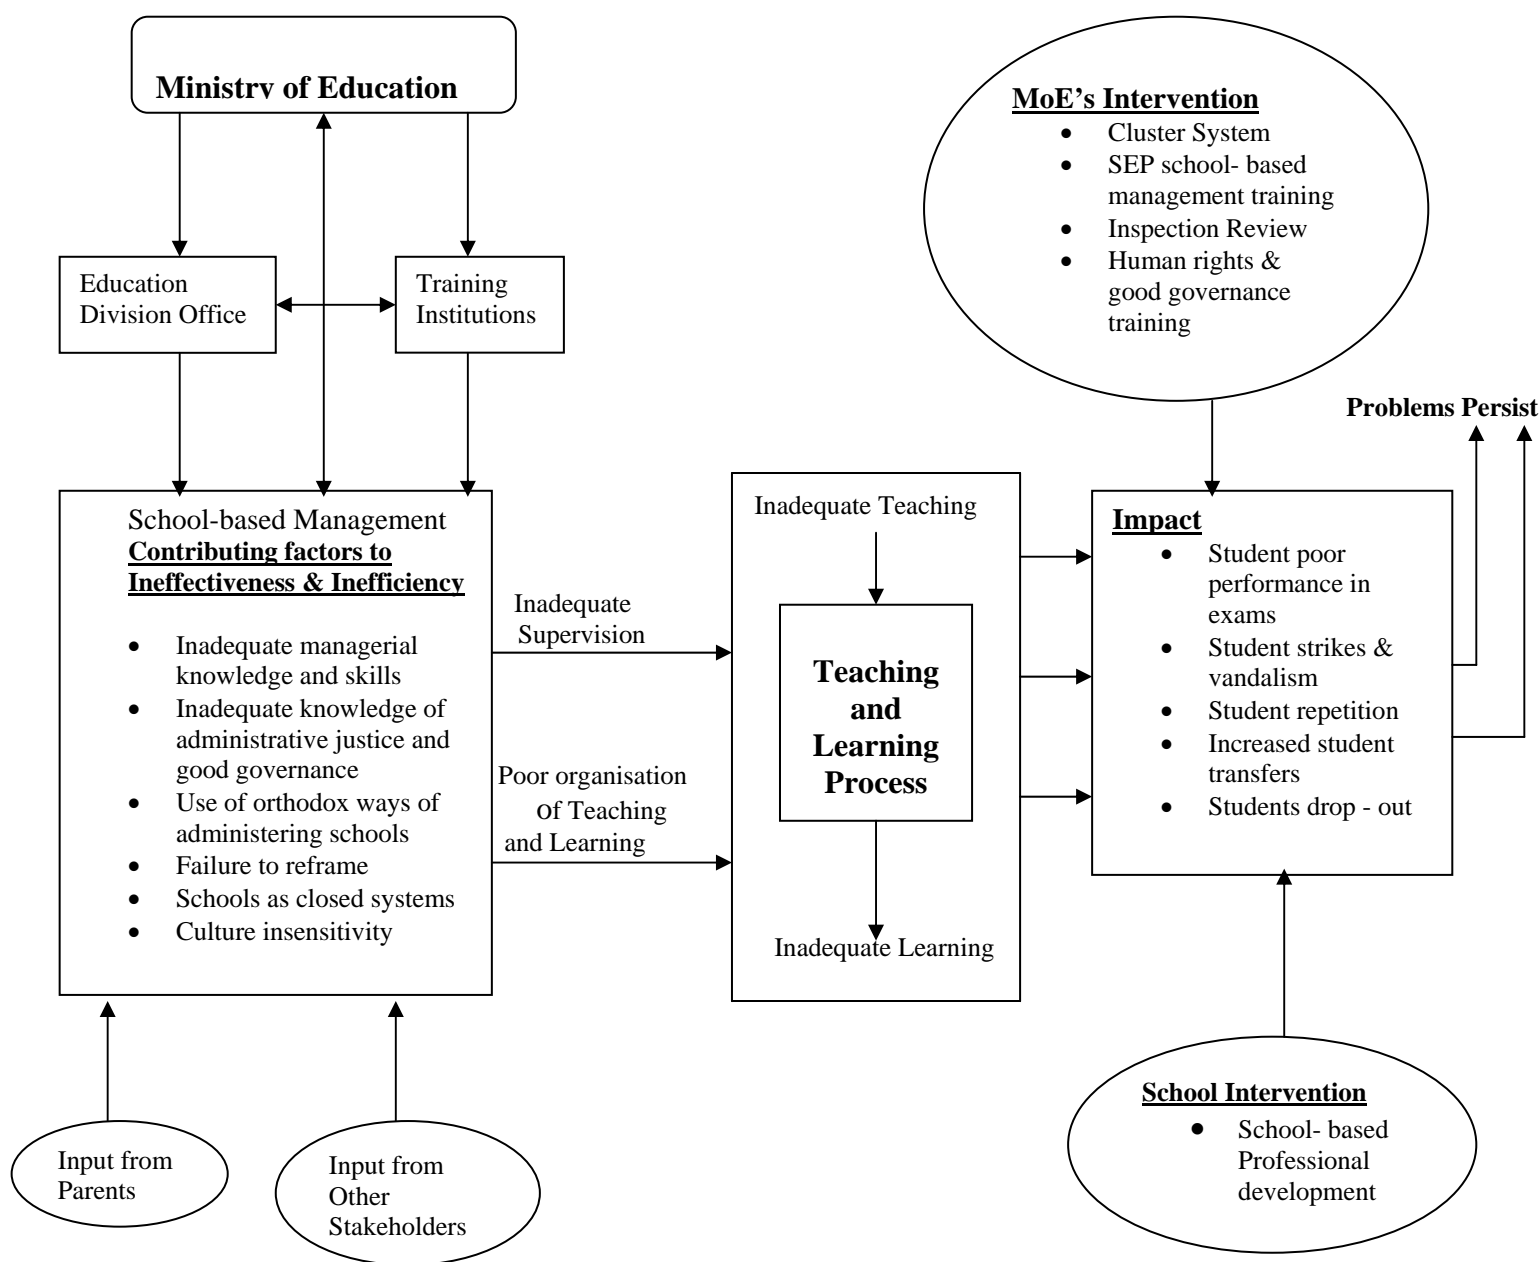 Ministrv of Education
Education
Division Office
Training
Institutions
School-based Management
Contributing factors to
Ineffectiveness & Inefficiency
• Inadequate managerial
knowledge and skills
• Inadequate knowledge of
administrative justice and
good governance
• Use of orthodox ways of
administering schools
• Failure to reframe
• Schools as closed systems
• Culture insensitivity
Input from
Parents
Input from
Other
Stakeholders
Inadequate
Supervision
Poor organisation
of Teaching
and Learning
Inadequate Teaching
Teaching
and
Learning
Process
Inadequate Learning
MoE’s Intervention
• Cluster System
• SEP school- based
management training
• Inspection Review
• Human rights &
good governance
training
Problems Persist
Impact
• Student poor
performance in
exams
• Student strikes &
vandalism
• Student repetition
• Increased student
transfers
• Students drop - out
School Intervention
• School- based
Professional
development